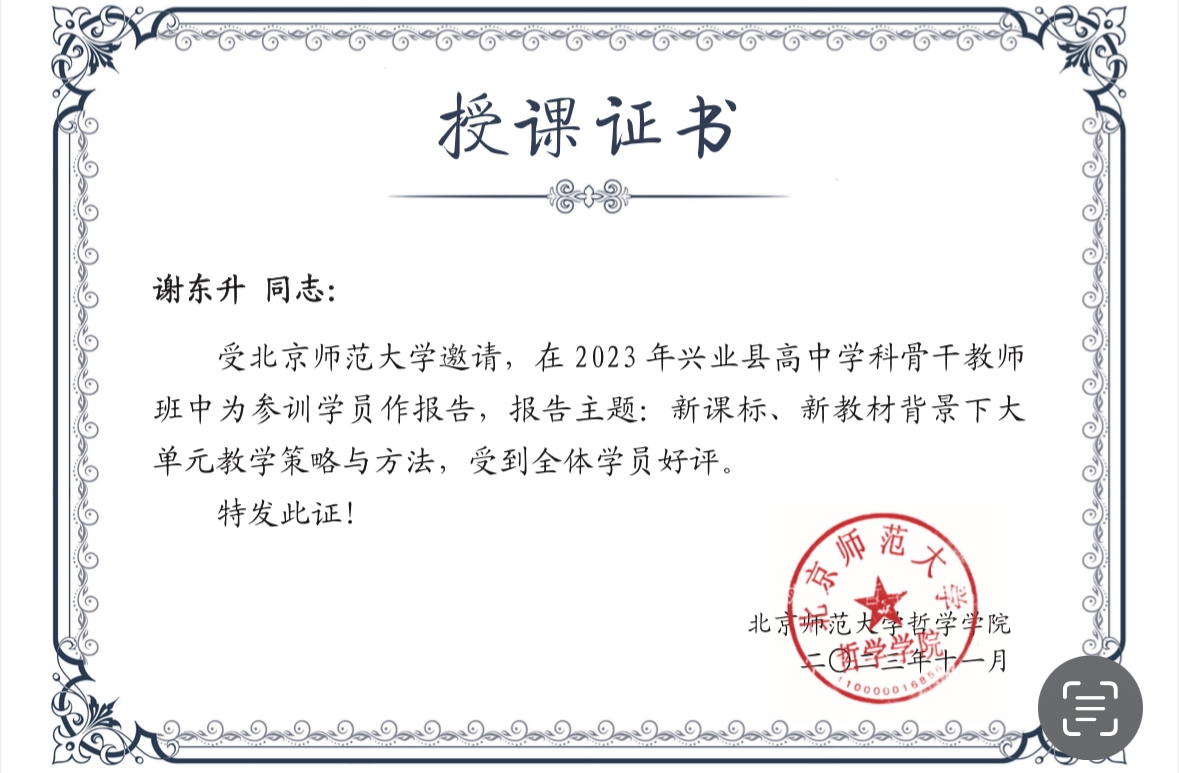 授课证书
谢东升 同志：
受北京师范大学邀请，在 2023 年兴业县高中学科骨干教师
班中为参训学员作报告，报告主题：新课标、新教材背景下大
单元教学策略与方法，受到全体学员好评。
特发此证！
北京师范大学
哲学学院
北京师范大学哲学学院
二〇二三年十一月